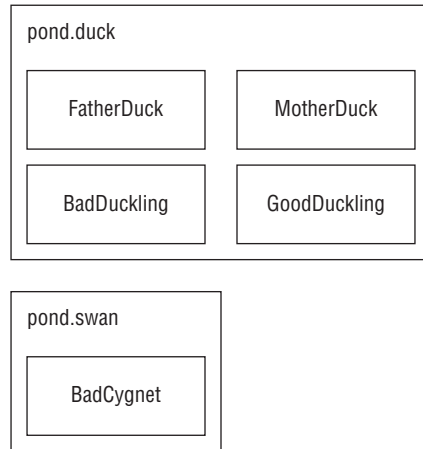 pond.duck
FatherDuck
MotherDuck
BadDuckling
GoodDuckling
pond.swan
BadCygnet